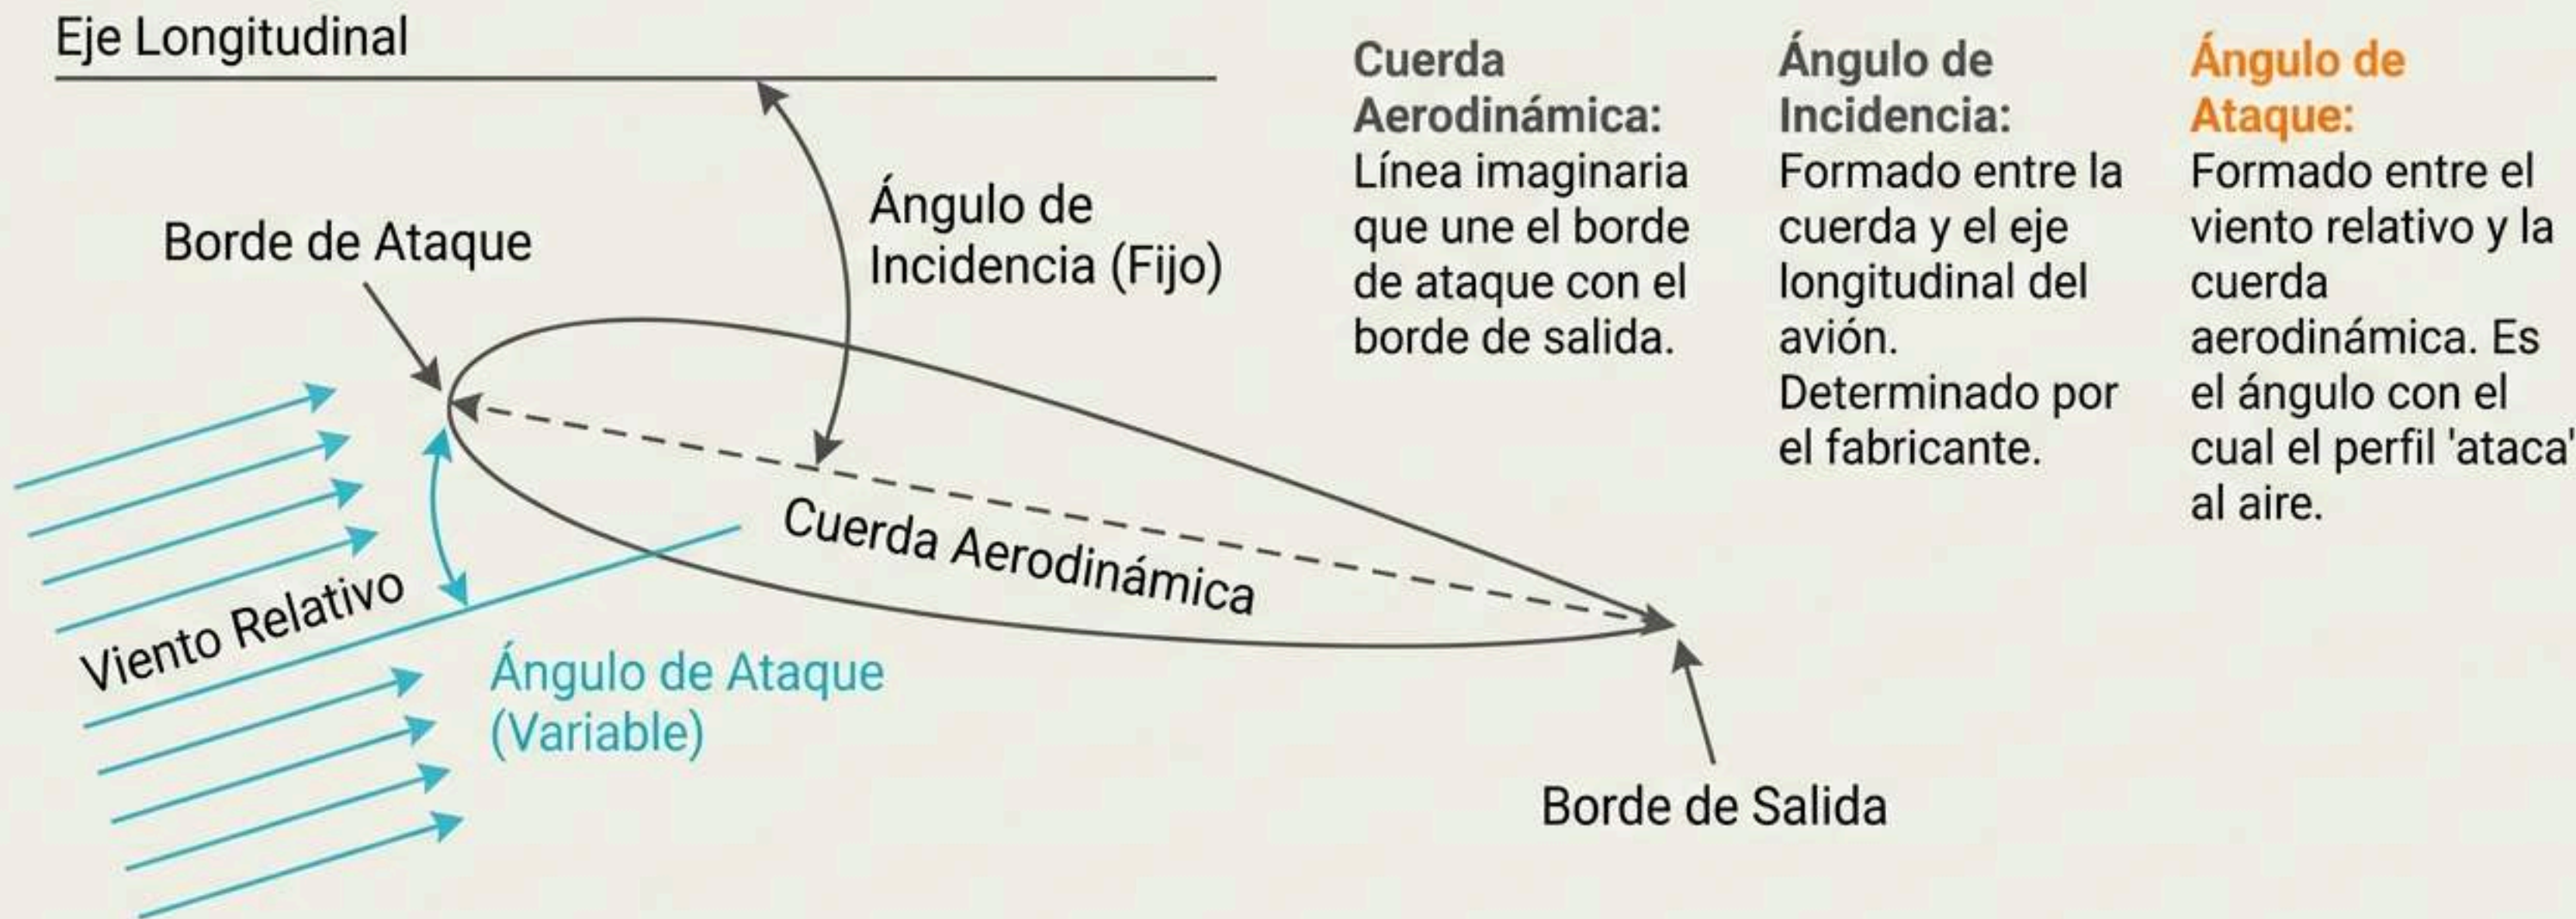 Eje Longitudinal
Borde de Ataque
Ángulo de
Incidencia (Fijo)
Cuerda Aerodinámica
Viento Relativo
Ángulo de Ataque
(Variable)
Borde de Salida
Cuerda
Aerodinámica:
Línea imaginaria
que une el borde
de ataque con el
borde de salida.
Ángulo de
Incidencia:
Formado entre la
cuerda y el eje
longitudinal del
avión.
Determinado por
el fabricante.
Ángulo de
Ataque:
Formado entre el
viento relativo y la
cuerda
aerodinámica. Es
el ángulo con el
cual el perfil 'ataca'
al aire.